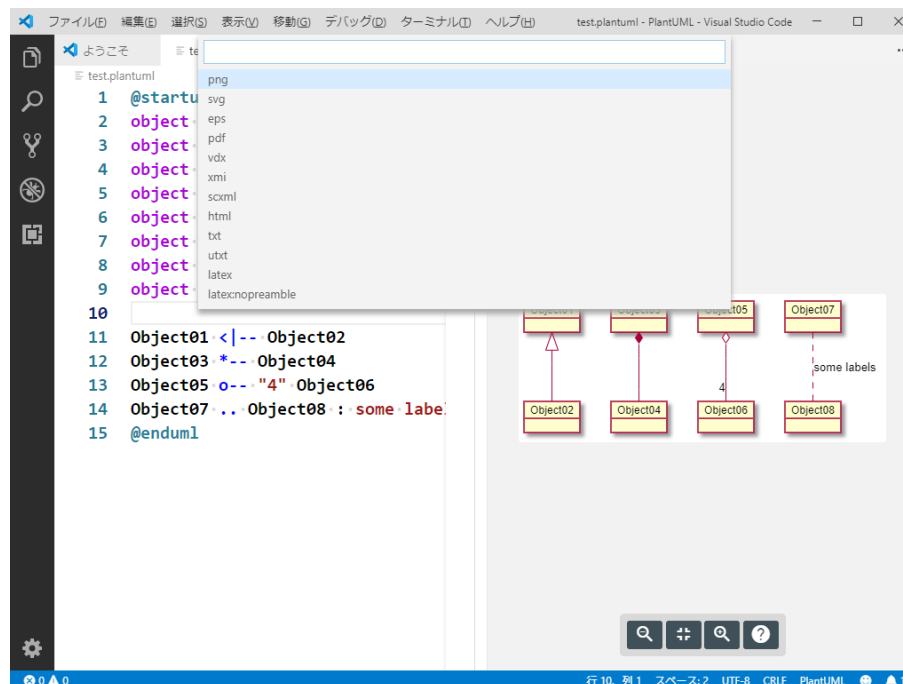 ファイル(F) 編集(E) 選択(S) 表示(V) 移動(G) デバッグ(D) ターミナル(T) ヘルプ(H) test.plantuml - PlantUML - Visual Studio Code
ようこそ
test.plantuml
png
svg
eps
pdf
vdx
xmi
scxml
html
txt
utxt
latex
latex:nopreamble
1 @startu
2 object
3 object
4 object
5 object
6 object
7 object
8 object
9 object
10
11 Object01 <|-- Object02
12 Object03 *-- Object04
13 Object05 o-- "4" Object06
14 Object07 .. Object08 : some label
15 @enduml
Object07
some labels
4
Object02 Object04 Object06 Object08
0 0 行 10、列 1 スペース: 2 UTF-8 CRLF PlantUML